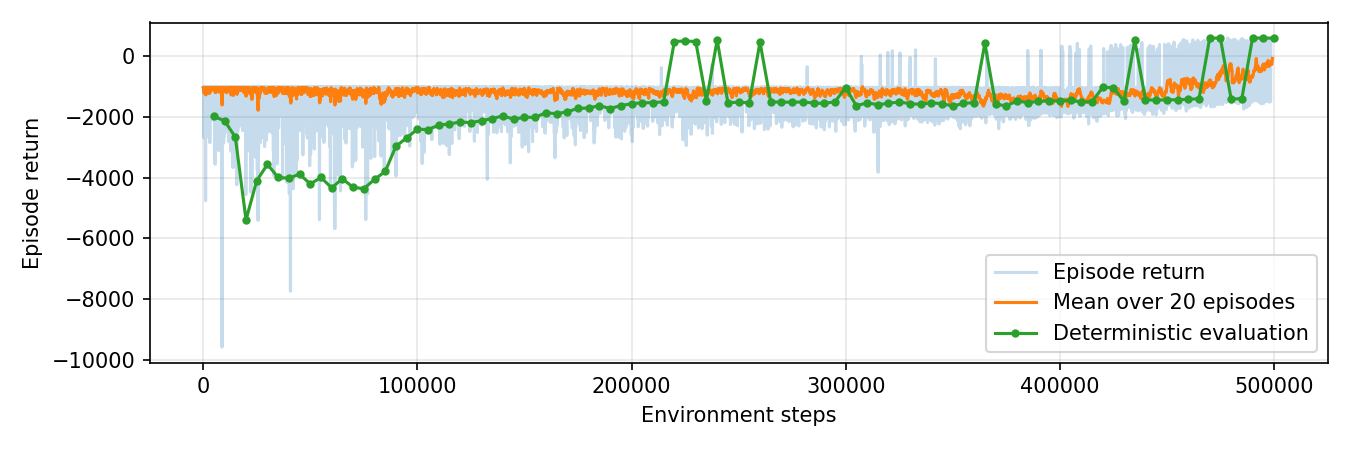 0
−2000
−4000
−6000
−8000
−10000
Episode return
0
100000
200000
300000
400000
500000
Environment steps
Episode return
Mean over 20 episodes
Deterministic evaluation